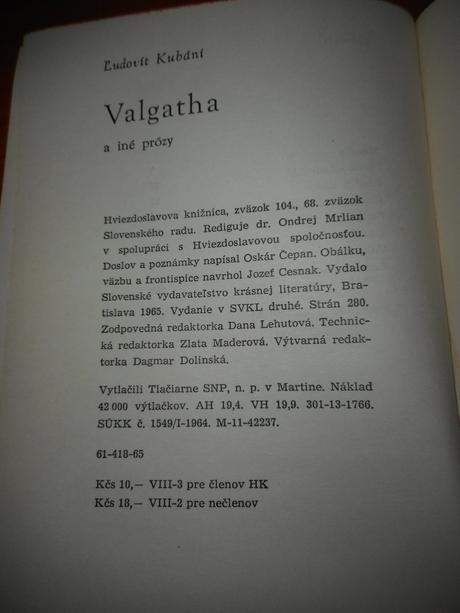 Ľudovít Kubáni
Valgatha
a iné prózy
Hviezdoslavova knižnica, zväzok 104., 68. zväzok
Slovenského radu. Rediguje dr. Ondrej Mrlian
v spolupráci s Hviezdoslavovou spoločnosťou.
Doslov a poznámky napísal Oskár Čepan. Obálku,
väzbu a frontispice navrhol Jozef Cesnak. Vydalo
Slovenské vydavateľstvo krásnej literatúry, Bra-
tislava 1965. Vydanie v SVKL druhé. Strán 280.
Zodpovedná redaktorka Dana Lehutová. Technic-
ká redaktorka Zlata Maderová. Výtvarná redak-
torka Dagmar Dolinská.
Vytlačili Tlačiarne SNP, n. p. v Martine. Náklad
42 000 výtlačkov. AH 19,4. VH 19,9. 301-13-1766.
SÚKK č. 1549/I-1964. M-11-42237.
61-418-65
Kčs 10,— VIII-3 pre členov HK
Kčs 18,— VIII-2 pre nečlenov